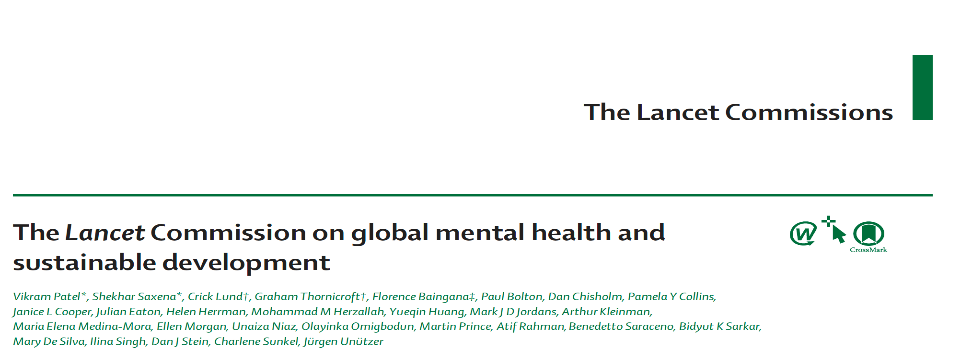 The Lancet Commissions
The Lancet Commission on global mental health and
sustainable development
CrossMark
Vikram Patel*, Shekhar Saxena*, Crick Lund†, Graham Thornicroft†, Florence Baingana‡, Paul Bolton, Dan Chisholm, Pamela Y Collins,
Janice L Cooper, Julian Eaton, Helen Herrman, Mohammad M Herzallah, Yueqin Huang, Mark J D Jordans, Arthur Kleinman,
Maria Elena Medina-Mora, Ellen Morgan, Unaiza Niaz, Olayinka Omigbodun, Martin Prince, Atif Rahman, Benedetto Saraceno, Bidyut K Sarkar,
Mary De Silva, Ilina Singh, Dan J Stein, Charlene Sunkel, Jürgen Unützer